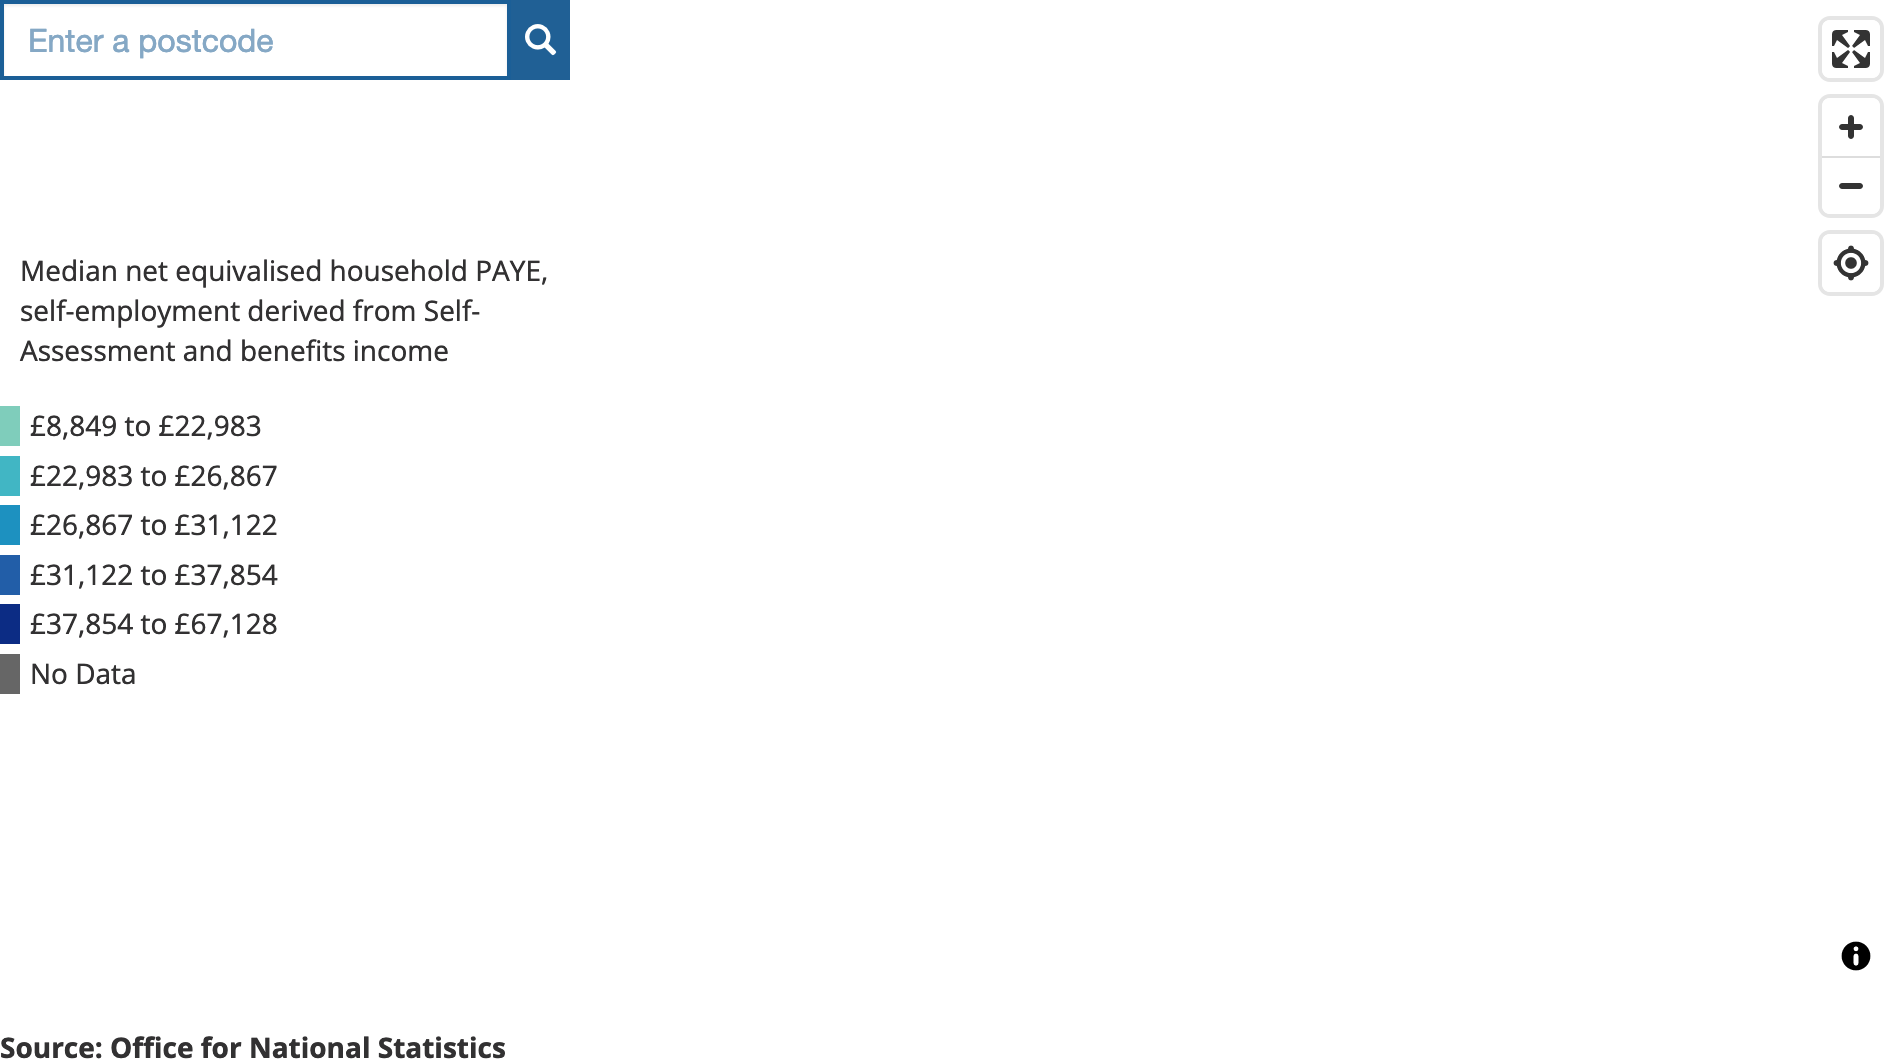 Enter a postcode
Median net equivalised household PAYE,
self-employment derived from Self-
Assessment and benefits income
£8,849 to £22,983
£22,983 to £26,867
£26,867 to £31,122
£31,122 to £37,854
£37,854 to £67,128
No Data
Source: Office for National Statistics